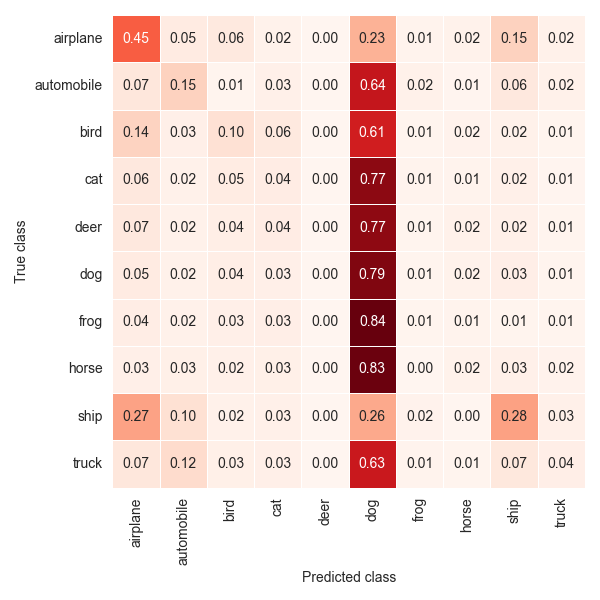 airplane 0.45 0.05 0.06 0.02 0.00 0.23 0.01 0.02 0.15 0.02
automobile 0.07 0.15 0.01 0.03 0.00 0.64 0.02 0.01 0.06 0.02
bird 0.14 0.03 0.10 0.06 0.00 0.61 0.01 0.02 0.02 0.01
cat 0.06 0.02 0.05 0.04 0.00 0.77 0.01 0.01 0.02 0.01
deer 0.07 0.02 0.04 0.04 0.00 0.77 0.01 0.02 0.02 0.01
dog 0.05 0.02 0.04 0.03 0.00 0.79 0.01 0.02 0.03 0.01
frog 0.04 0.02 0.03 0.03 0.00 0.84 0.01 0.01 0.01 0.01
horse 0.03 0.03 0.02 0.03 0.00 0.83 0.00 0.02 0.03 0.02
ship 0.27 0.10 0.02 0.03 0.00 0.26 0.02 0.00 0.28 0.03
truck 0.07 0.12 0.03 0.03 0.00 0.63 0.01 0.01 0.07 0.04
True class
airplane automobile bird cat deer dog frog horse ship truck
Predicted class